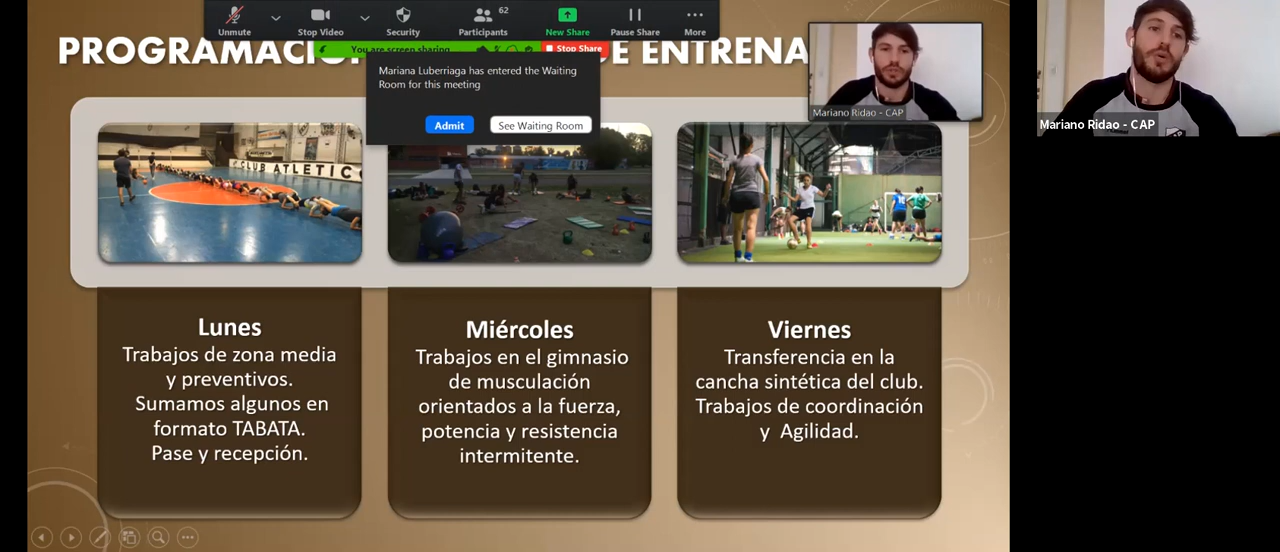 62
Unmute
Stop Video
Security
Participants
New Share
Pause Share
More
You are screen sharing
Stop Share
PROGRAMACIÓ
DE ENTRENA
Mariana Luberriaga has entered the Waiting
Room for this meeting
Admit
See Waiting Room
Mariano Ridao - CAP
Mariano Ridao - CAP
CLUB ATLETIC
Lunes
Trabajos de zona media
y preventivos.
Sumamos algunos en
formato TABATA.
Pase y recepción.
Miércoles
Trabajos en el gimnasio
de musculación
orientados a la fuerza,
potencia y resistencia
intermitente.
Viernes
Transferencia en la
cancha sintética del club.
Trabajos de coordinación
y Agilidad.